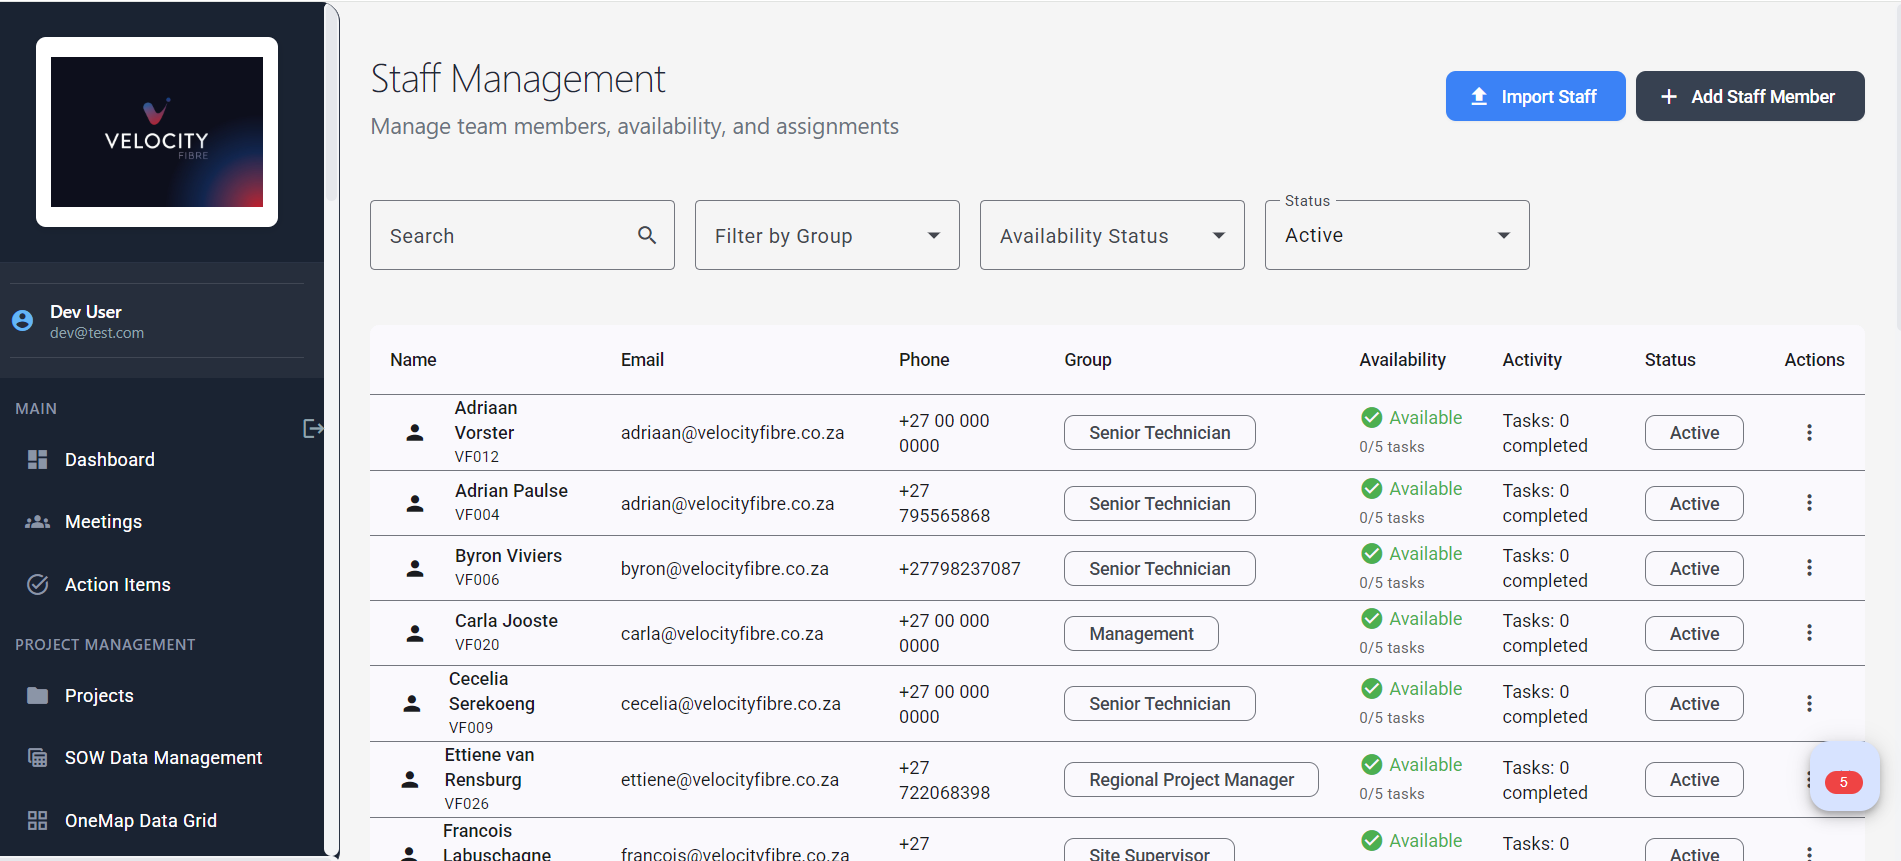 VELOCITY
FIBRE
Dev User
dev@test.com
MAIN
Dashboard
Meetings
Action Items
PROJECT MANAGEMENT
Projects
SOW Data Management
OneMap Data Grid
Staff Management
Manage team members, availability, and assignments
Import Staff
Add Staff Member
Search
Filter by Group
Availability Status
Status
Active
Name Email Phone Group Availability Activity Status Actions
Adriaan
Vorster
VF012
adriaan@velocityfibre.co.za
+27 00 000
0000
Senior Technician
Available
0/5 tasks
Tasks: 0
completed
Active
Adrian Paulse
VF004
adrian@velocityfibre.co.za
+27
795565868
Senior Technician
Available
0/5 tasks
Tasks: 0
completed
Active
Byron Viviers
VF006
byron@velocityfibre.co.za
+27798237087
Senior Technician
Available
0/5 tasks
Tasks: 0
completed
Active
Carla Jooste
VF020
carla@velocityfibre.co.za
+27 00 000
0000
Management
Available
0/5 tasks
Tasks: 0
completed
Active
Cecelia
Serekoeng
VF009
cecelia@velocityfibre.co.za
+27 00 000
0000
Senior Technician
Available
0/5 tasks
Tasks: 0
completed
Active
Ettiene van
Rensburg
VF026
ettiene@velocityfibre.co.za
+27
722068398
Regional Project Manager
Available
0/5 tasks
Tasks: 0
completed
Active
5
Francois
Labuschagne
francois@velocityfibre.co.za
+27
Site Supervisor
Available
Tasks: 0
Active